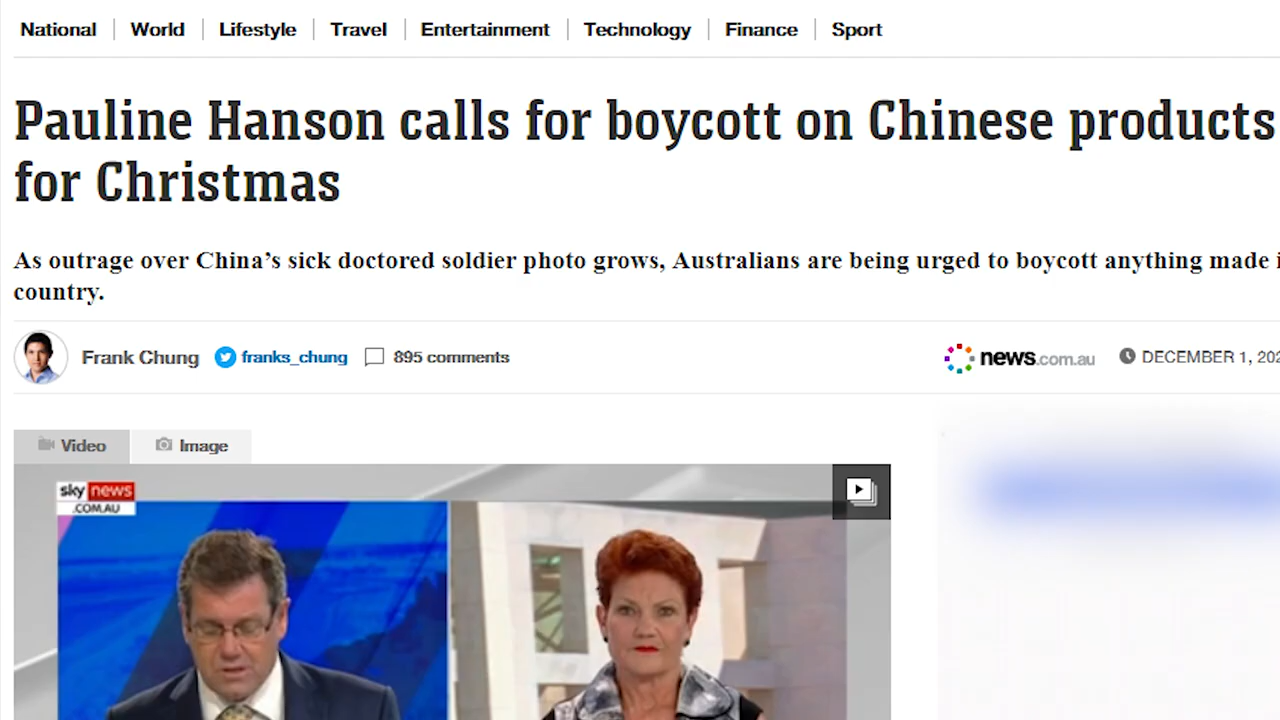 National World Lifestyle Travel Entertainment Technology Finance Sport
Pauline Hanson calls for boycott on Chinese products
for Christmas
As outrage over China’s sick doctored soldier photo grows, Australians are being urged to boycott anything made
country.
Frank Chung franks_chung 895 comments news.com.au DECEMBER 1,
Video Image
sky news
.COM.AU